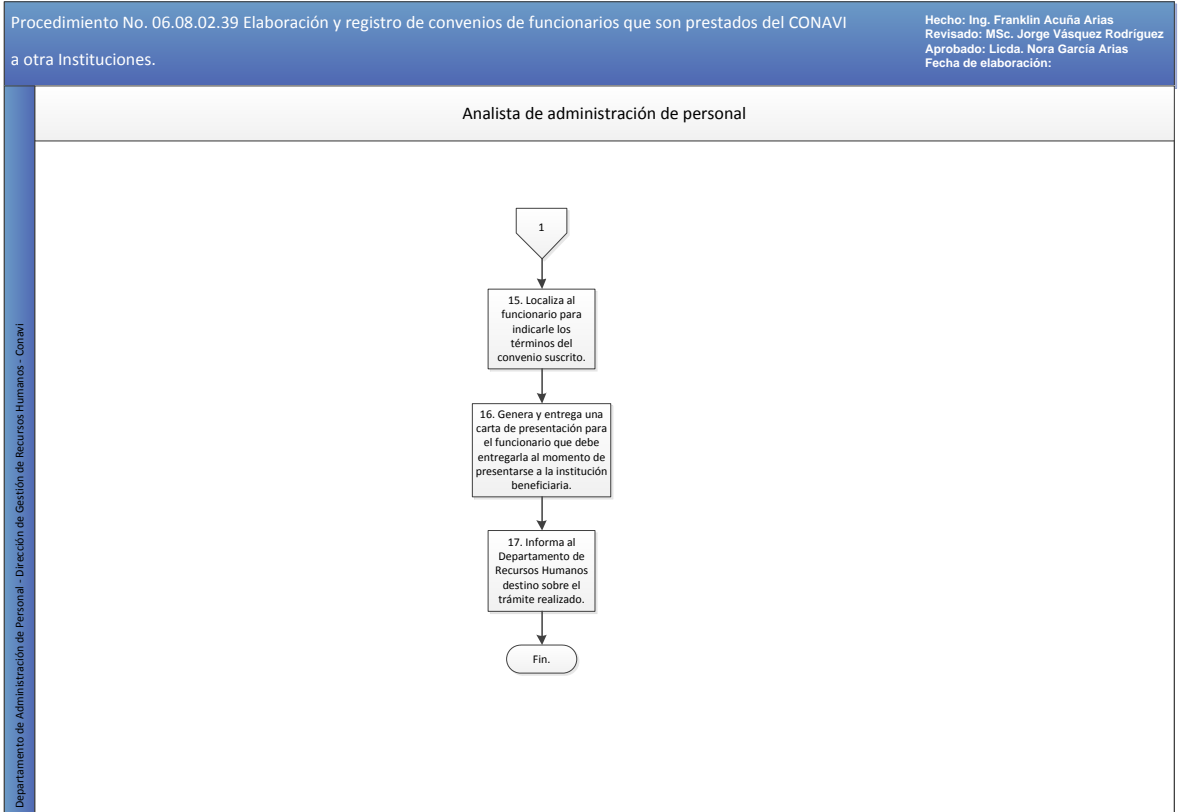 Procedimiento No. 06.08.02.39 Elaboración y registro de convenios de funcionarios que son prestados del CONAVI
a otra Instituciones.
Hecho: Ing. Franklin Acuña Arias
Revisado: MSc. Jorge Vásquez Rodríguez
Aprobado: Licda. Nora García Arias
Fecha de elaboración:
Analista de administración de personal
Departamento de Administración de Personal - Dirección de Gestión de Recursos Humanos - Conavi
1
15. Localiza al
funcionario para
indicarle los
términos del
convenio suscrito.
16. Genera y entrega una
carta de presentación para
el funcionario que debe
entregarla al momento de
presentarse a la institución
beneficiaria.
17. Informa al
Departamento de
Recursos Humanos
destino sobre el
trámite realizado.
Fin.